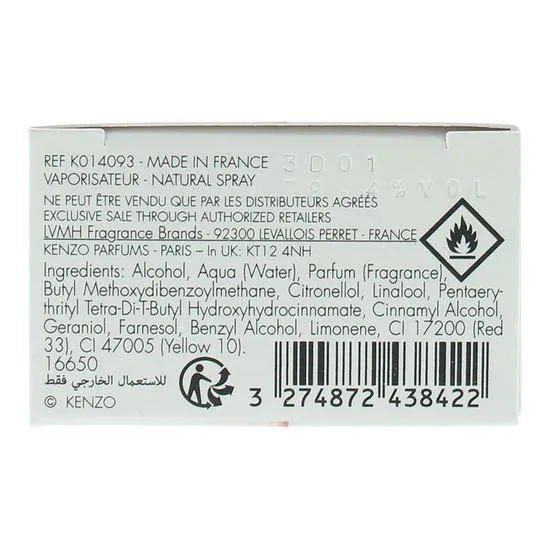 REF K014093 - MADE IN FRANCE 3D01
VAPORISATEUR - NATURAL SPRAY 4% VOL
NE PEUT ÊTRE VENDU QUE PAR LES DISTRIBUTEURS AGRÉÉS
EXCLUSIVE SALE THROUGH AUTHORIZED RETAILERS
LVMH Fragrance Brands - 92300 LEVALLOIS PERRET - FRANCE
KENZO PARFUMS - PARIS – In UK: KT12 4NH
Ingredients: Alcohol, Aqua (Water), Parfum (Fragrance),
Butyl Methoxydibenzoylmethane, Citronellol, Linalool, Pentaery-
thrityl Tetra-Di-T-Butyl Hydroxyhydrocinnamate, Cinnamyl Alcohol,
Geraniol, Farnesol, Benzyl Alcohol, Limonene, CI 17200 (Red
33), CI 47005 (Yellow 10).
16650
للاستعمال الخارجي فقط
© KENZO
3 274872 438422